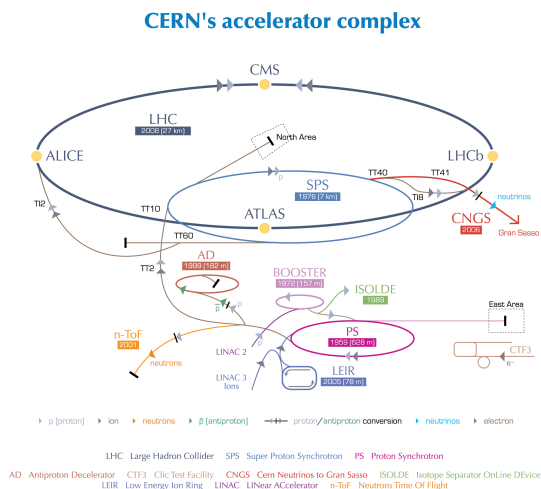 CERN's accelerator complex
CMS
LHC
2008 (27 km)
North Area
ALICE
LHCb
TT40
TT41
SPS
1976 (7 km)
TI8
TI2
TT10
ATLAS
neutrinos
CNGS
2006
Gran Sasso
TT60
AD
1999 (182 m)
TT2
BOOSTER
1972 (157 m)
ISOLDE
1989
p
p
p̄
East Area
n-ToF
2001
LINAC 2
p
PS
1959 (628 m)
neutrons
CTF3
e-
LINAC 3
Ions
LEIR
2005 (78 m)
p (proton)
ion
neutrons
p̄ (antiproton)
proton/antiproton conversion
neutrinos
electron
LHC Large Hadron Collider SPS Super Proton Synchrotron PS Proton Synchrotron
AD Antiproton Decelerator CTF3 Clic Test Facility CNGS Cern Neutrinos to Gran Sasso ISOLDE Isotope Separator OnLine DEvice
LEIR Low Energy Ion Ring LINAC LINear ACcelerator n-ToF Neutrons Time Of Flight